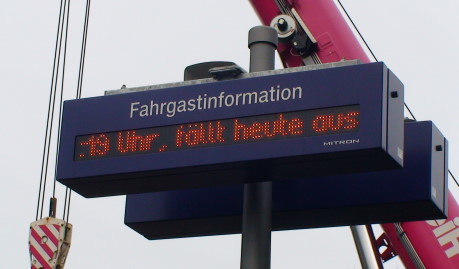 Fahrgastinformation
:19 Uhr, fällt heute aus
MITRON